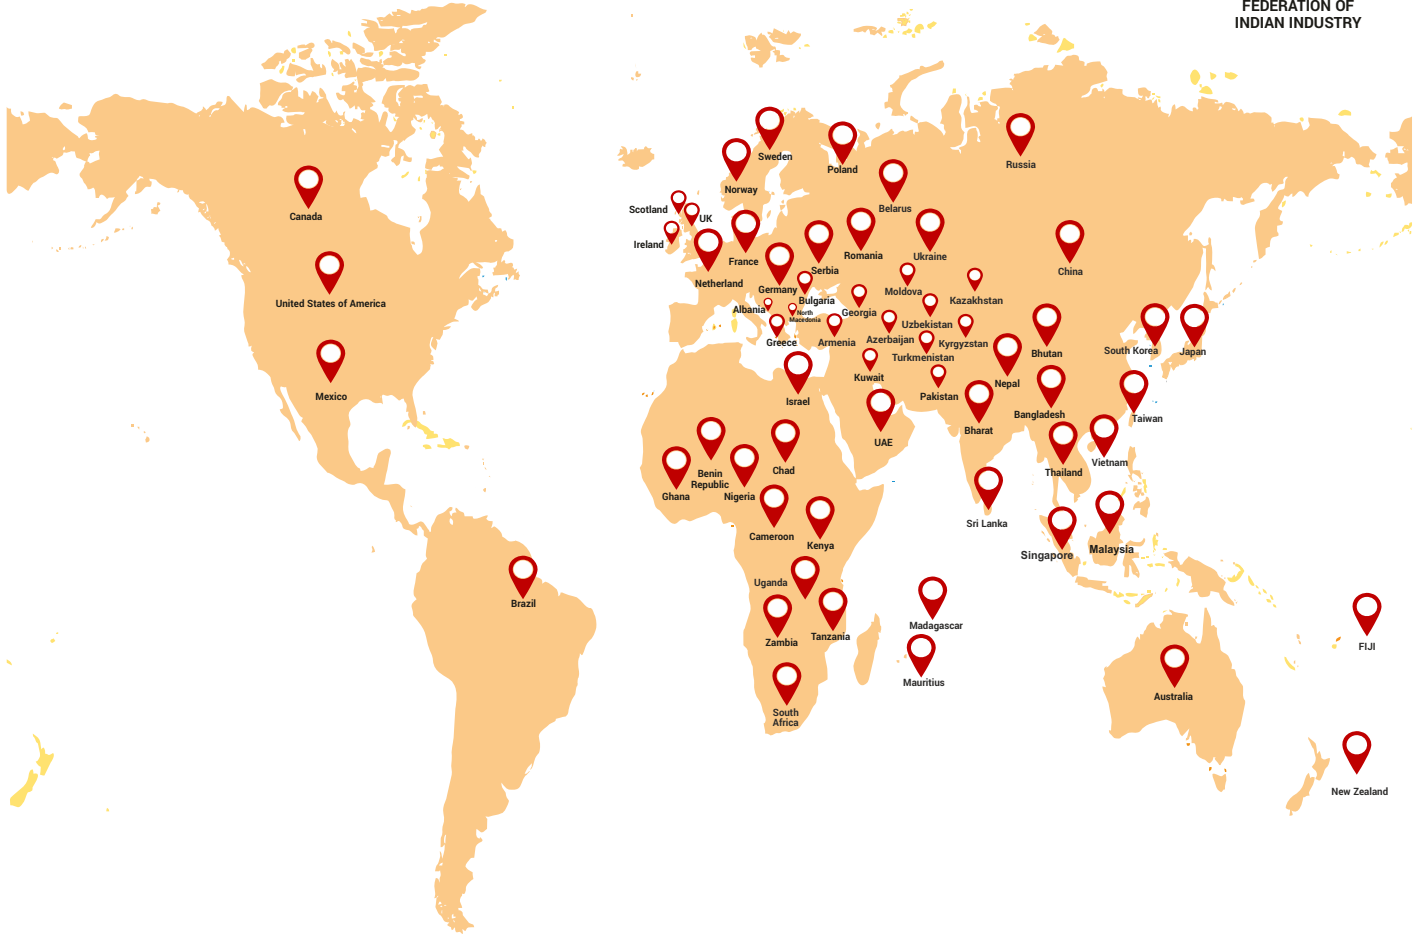 FEDERATION OF
INDIAN INDUSTRY
Sweden
Poland
Russia
Norway
Belarus
Scotland
UK
Canada
Ireland
France
Romania
Ukraine
Serbia
China
Netherland
Germany
Moldova
Bulgaria
Kazakhstan
United States of America
Albania
North
Macedonia
Georgia
Uzbekistan
Greece
Armenia
Azerbaijan
Kyrgyzstan
Turkmenistan
Bhutan
South Korea
Japan
Kuwait
Nepal
Mexico
Israel
Pakistan
Bangladesh
Taiwan
UAE
Bharat
Benin
Republic
Chad
Thailand
Vietnam
Ghana
Nigeria
Sri Lanka
Cameroon
Kenya
Singapore
Malaysia
Uganda
Brazil
Madagascar
Zambia
Tanzania
FIJI
Mauritius
Australia
South
Africa
New Zealand